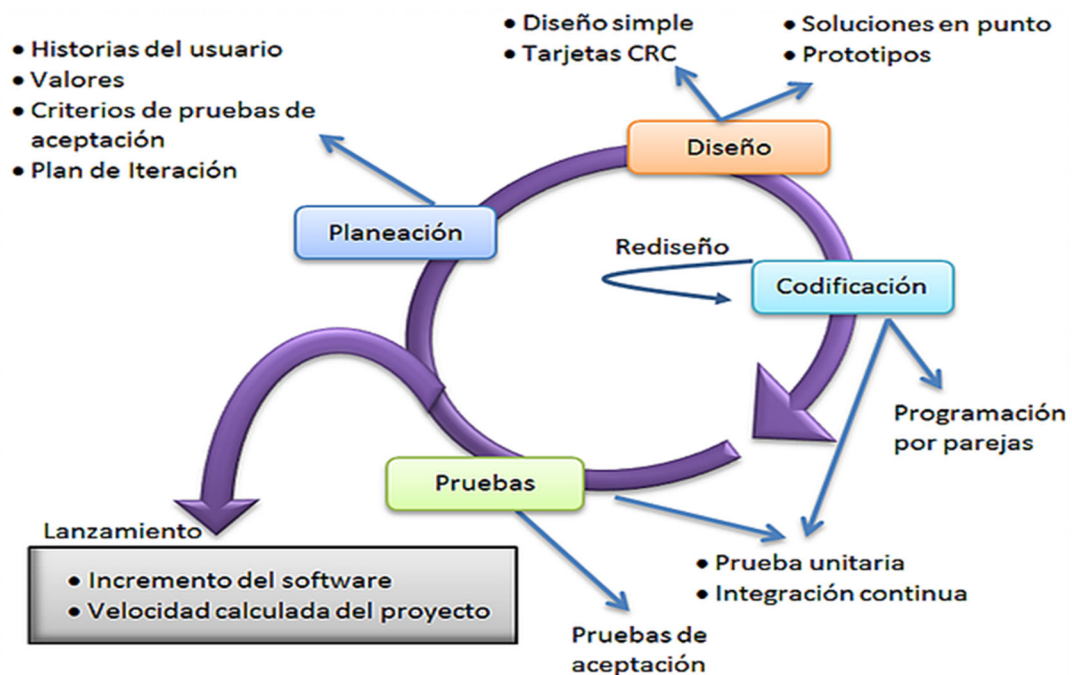 • Historias del usuario
• Valores
• Criterios de pruebas de
aceptación
• Plan de Iteración
• Diseño simple
• Tarjetas CRC
• Soluciones en punto
• Prototipos
Diseño
Planeación
Rediseño
Codificación
Programación
por parejas
Pruebas
Lanzamiento
• Incremento del software
• Velocidad calculada del proyecto
• Prueba unitaria
• Integración continua
Pruebas de
aceptación